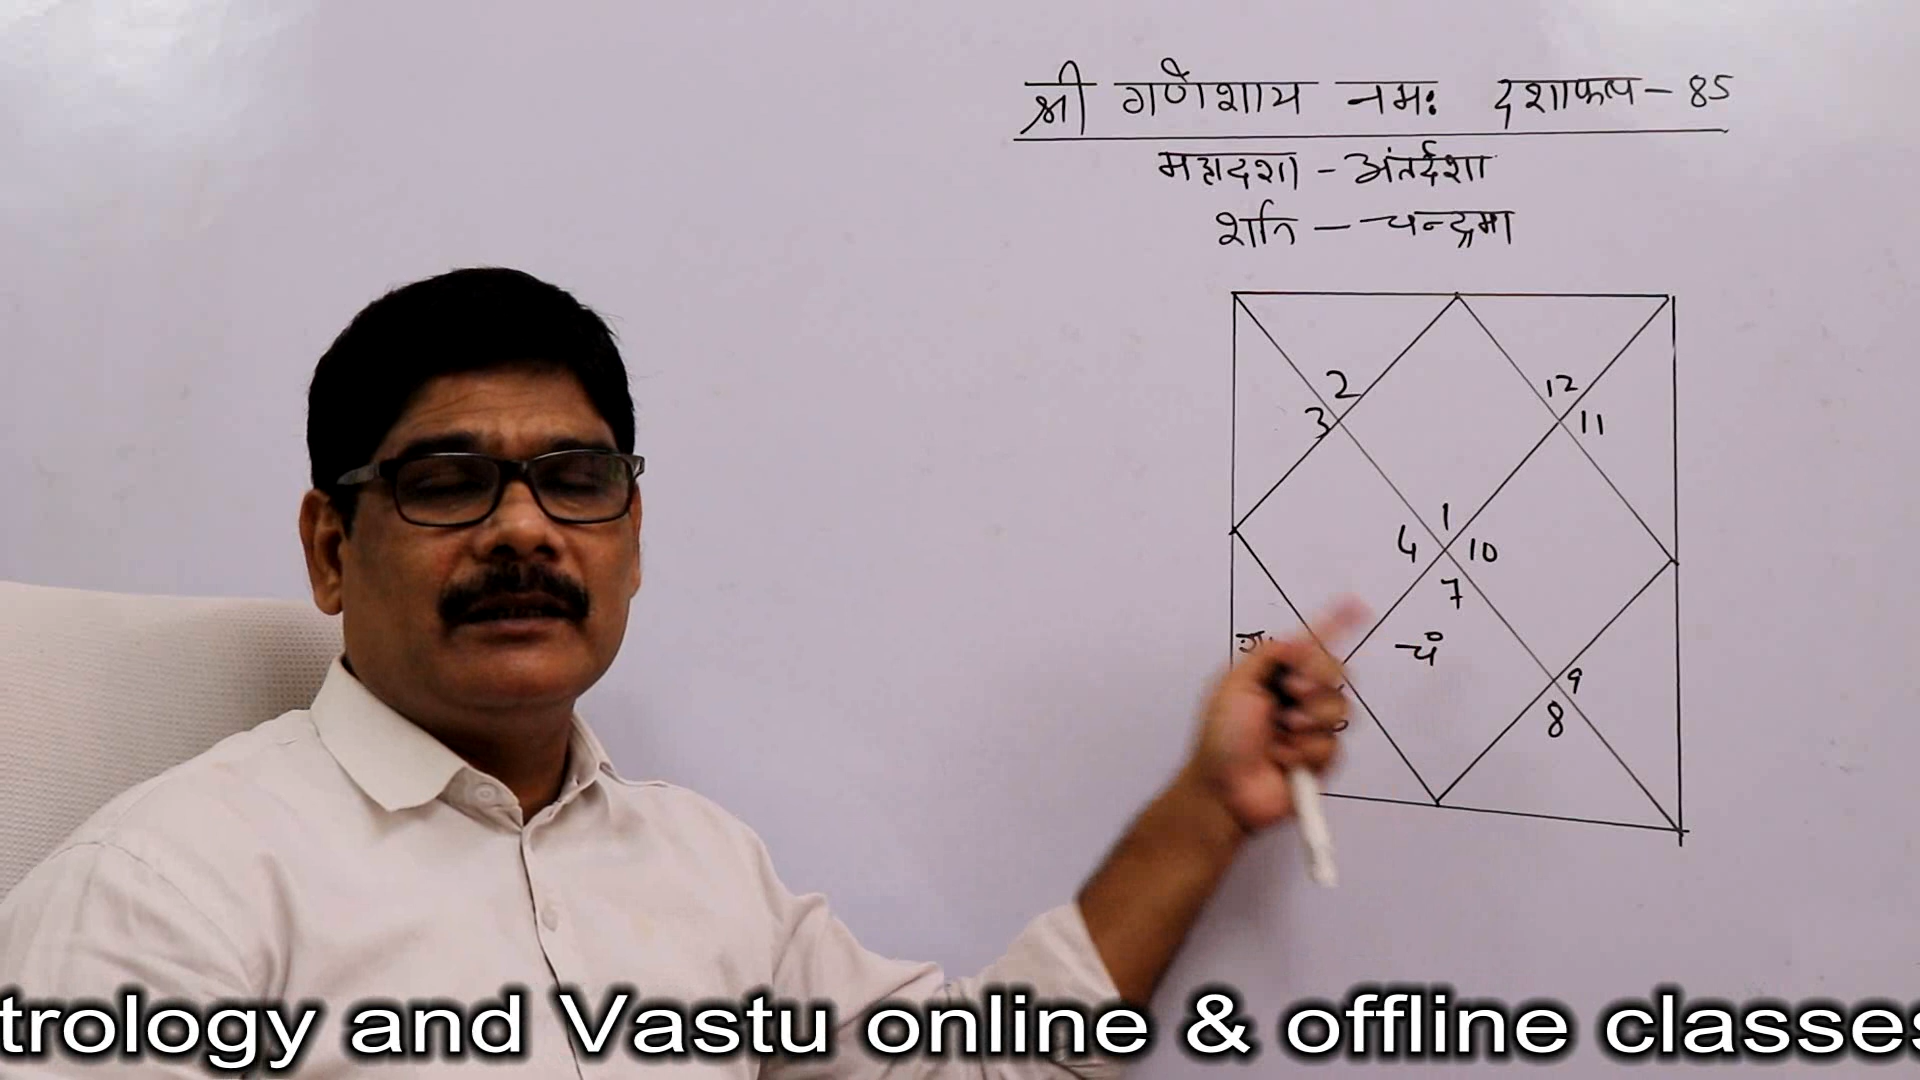 श्री गणेशाय नमः दशाफल - 85
महादशा - अंतर्दशा
शनि - चन्द्रमा
2 12
3 11
1
4 10
7
चं
9
8
trology and Vastu online & offline classes